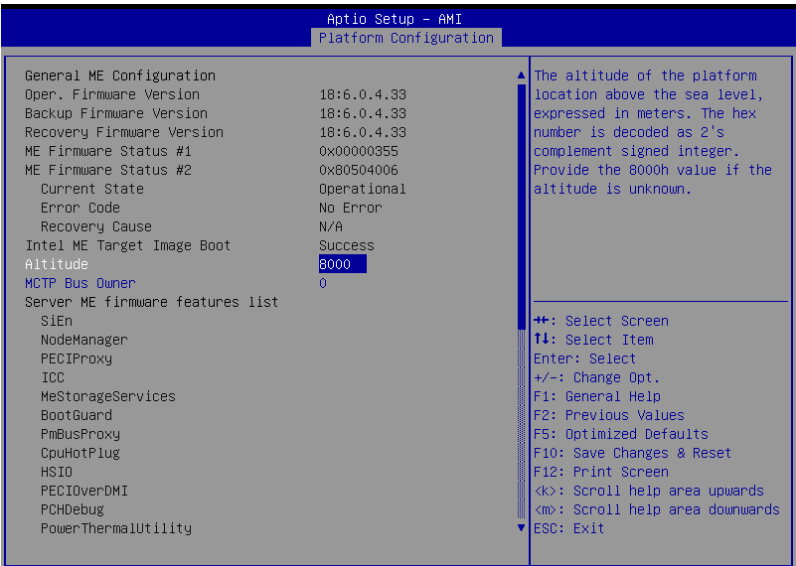 Aptio Setup – AMI
Platform Configuration
General ME Configuration
Oper. Firmware Version 18:6.0.4.33
Backup Firmware Version 18:6.0.4.33
Recovery Firmware Version 18:6.0.4.33
ME Firmware Status #1 0x00000355
ME Firmware Status #2 0x80504006
Current State Operational
Error Code No Error
Recovery Cause N/A
Intel ME Target Image Boot Success
Altitude 8000
MCTP Bus Owner 0
Server ME firmware features list
SiEn
NodeManager
PECIProxy
ICC
MeStorageServices
BootGuard
PmBusProxy
CpuHotPlug
HSIO
PECIOverDMI
PCHDebug
PowerThermalUtility
The altitude of the platform
location above the sea level,
expressed in meters. The hex
number is decoded as 2's
complement signed integer.
Provide the 8000h value if the
altitude is unknown.
→←: Select Screen
↑↓: Select Item
Enter: Select
+/-: Change Opt.
F1: General Help
F2: Previous Values
F5: Optimized Defaults
F10: Save Changes & Reset
F12: Print Screen
<k>: Scroll help area upwards
<m>: Scroll help area downwards
ESC: Exit